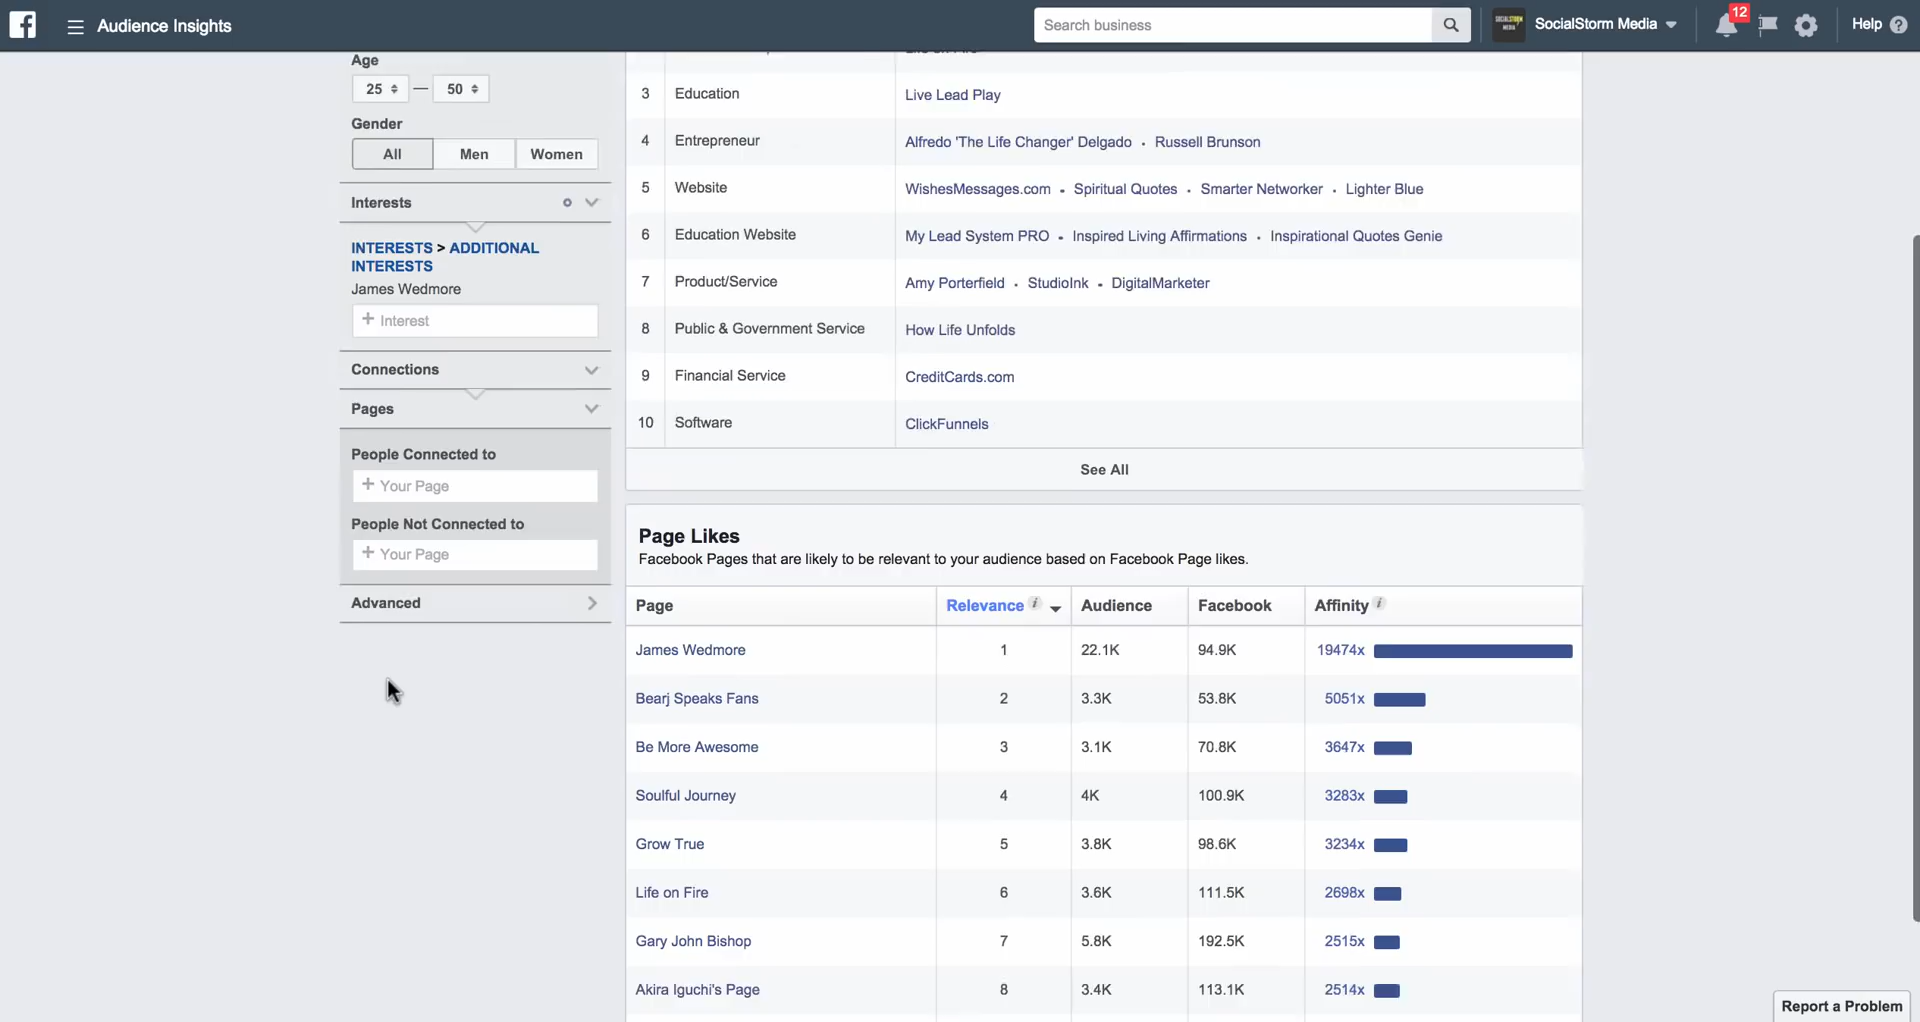 Audience Insights
Search business
SocialStorm Media
12
Help
Age
25 — 50
Gender
All Men Women
Interests
INTERESTS > ADDITIONAL
INTERESTS
James Wedmore
+ Interest
Connections
Pages
People Connected to
+ Your Page
People Not Connected to
+ Your Page
Advanced
3 Education Live Lead Play
4 Entrepreneur Alfredo 'The Life Changer' Delgado • Russell Brunson
5 Website WishesMessages.com • Spiritual Quotes • Smarter Networker • Lighter Blue
6 Education Website My Lead System PRO • Inspired Living Affirmations • Inspirational Quotes Genie
7 Product/Service Amy Porterfield • StudioInk • DigitalMarketer
8 Public & Government Service How Life Unfolds
9 Financial Service CreditCards.com
10 Software ClickFunnels
See All
Page Likes
Facebook Pages that are likely to be relevant to your audience based on Facebook Page likes.
Page Relevance Audience Facebook Affinity
James Wedmore 1 22.1K 94.9K 19474x
Bearj Speaks Fans 2 3.3K 53.8K 5051x
Be More Awesome 3 3.1K 70.8K 3647x
Soulful Journey 4 4K 100.9K 3283x
Grow True 5 3.8K 98.6K 3234x
Life on Fire 6 3.6K 111.5K 2698x
Gary John Bishop 7 5.8K 192.5K 2515x
Akira Iguchi's Page 8 3.4K 113.1K 2514x
Report a Problem